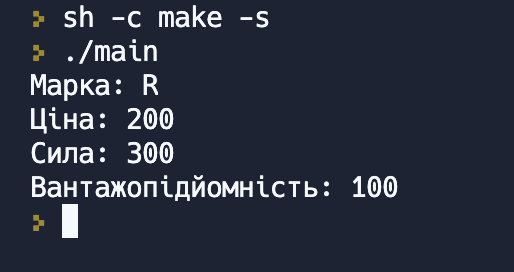 > sh -c make -s
> ./main
Марка: R
Ціна: 200
Сила: 300
Вантажопідйомність: 100
>